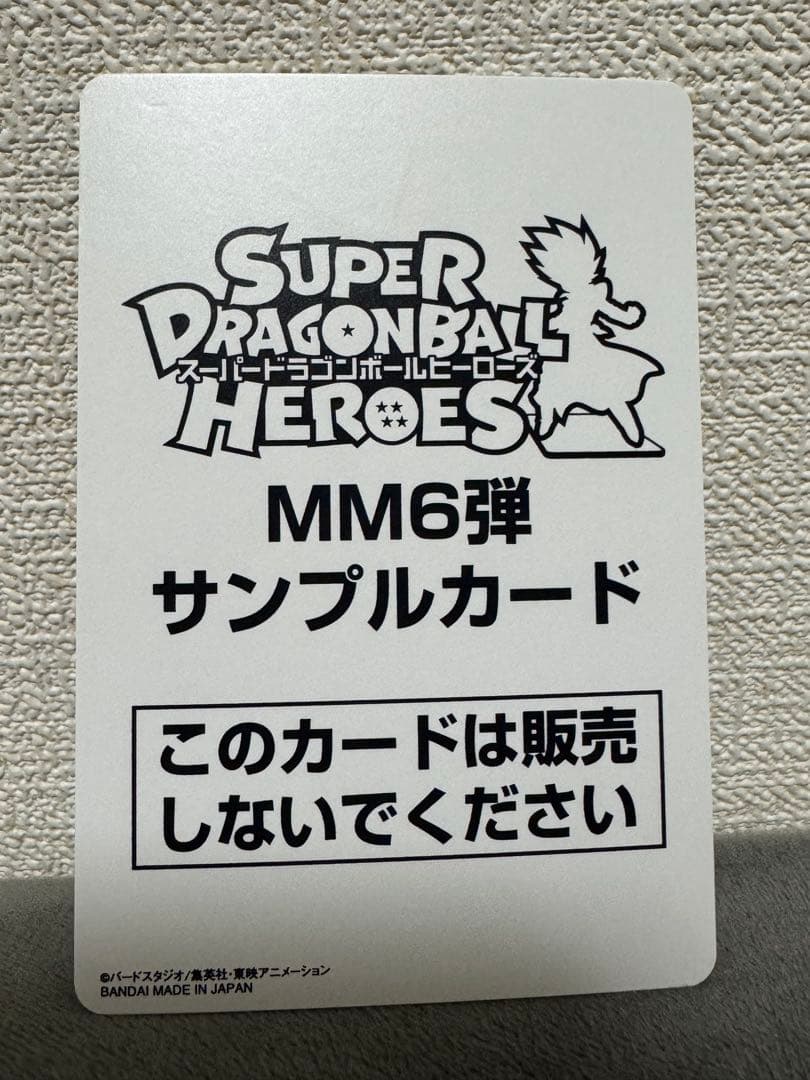 SUPER
DRAGONBALL
スーパードラゴンボールヒーローズ
HEROES
MM6弾
サンプルカード
このカードは販売
しないでください
©バードスタジオ/集英社・東映アニメーション
BANDAI MADE IN JAPAN